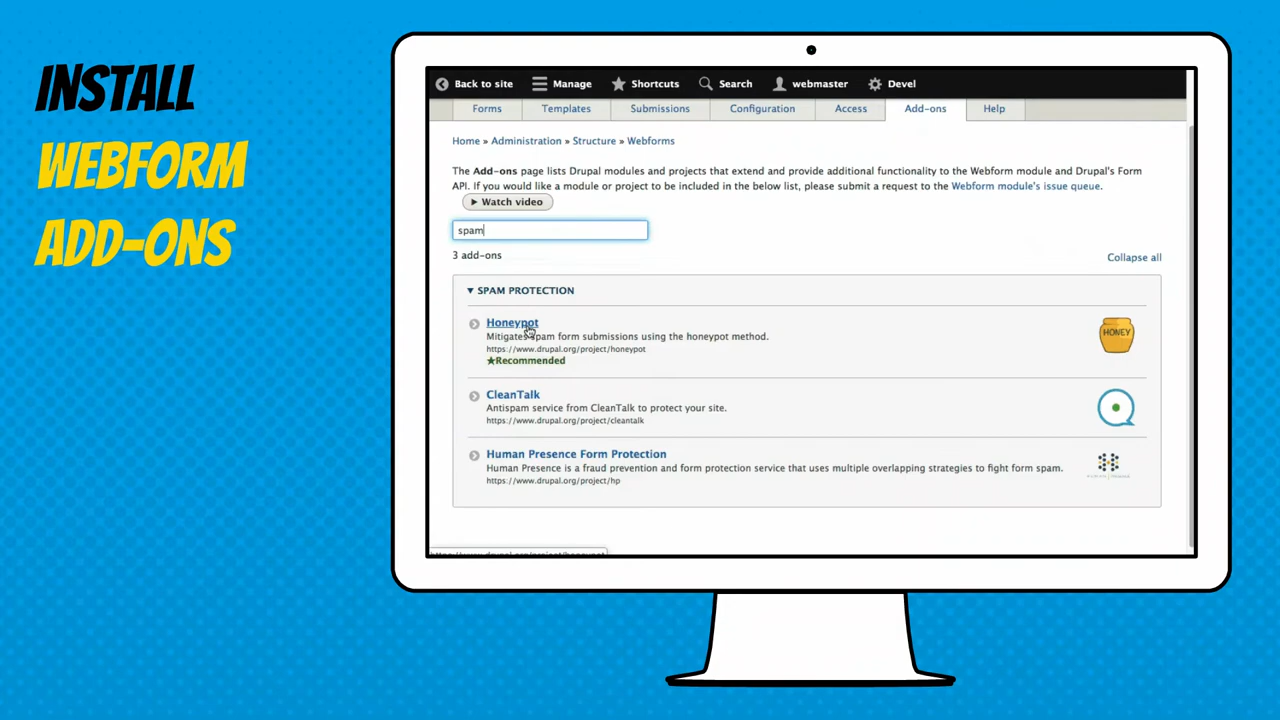 INSTALL
WEBFORM
ADD-ONS
Back to site Manage Shortcuts Search webmaster Devel
Forms Templates Submissions Configuration Access Add-ons Help
Home » Administration » Structure » Webforms
The Add-ons page lists Drupal modules and projects that extend and provide additional functionality to the Webform module and Drupal's Form
API. If you would like a module or project to be included in the below list, please submit a request to the Webform module's issue queue.
Watch video
spam
3 add-ons
Collapse all
SPAM PROTECTION
Honeypot
Mitigates spam form submissions using the honeypot method.
https://www.drupal.org/project/honeypot
★Recommended
HONEY
CleanTalk
Antispam service from CleanTalk to protect your site.
https://www.drupal.org/project/cleantalk
Human Presence Form Protection
Human Presence is a fraud prevention and form protection service that uses multiple overlapping strategies to fight form spam.
https://www.drupal.org/project/hp